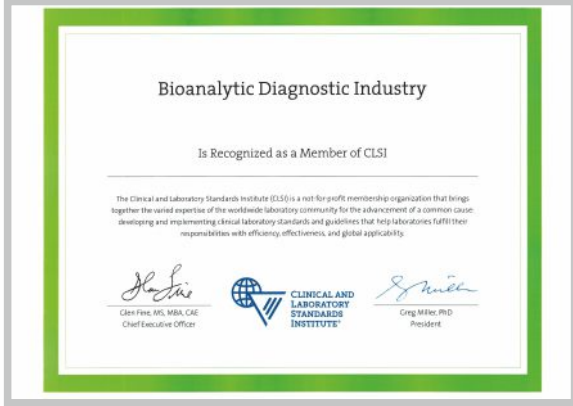 Bioanalytic Diagnostic Industry
Is Recognized as a Member of CLSI
The Clinical and Laboratory Standards Institute (CLSI) is a not-for-profit membership organization that brings
together the varied expertise of the worldwide laboratory community for the advancement of a common cause:
developing and implementing clinical laboratory standards and guidelines that help laboratories fulfill their
responsibilities with efficiency, effectiveness, and global applicability.
Glen Fine, MS, MBA, CAE
Chief Executive Officer
CLINICAL AND
LABORATORY
STANDARDS
INSTITUTE®
Greg Miller, PhD
President